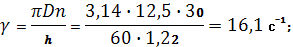 γ = πDn/h = 3,14 · 12,5 · 30/60 · 1,22 = 16,1 с⁻¹;